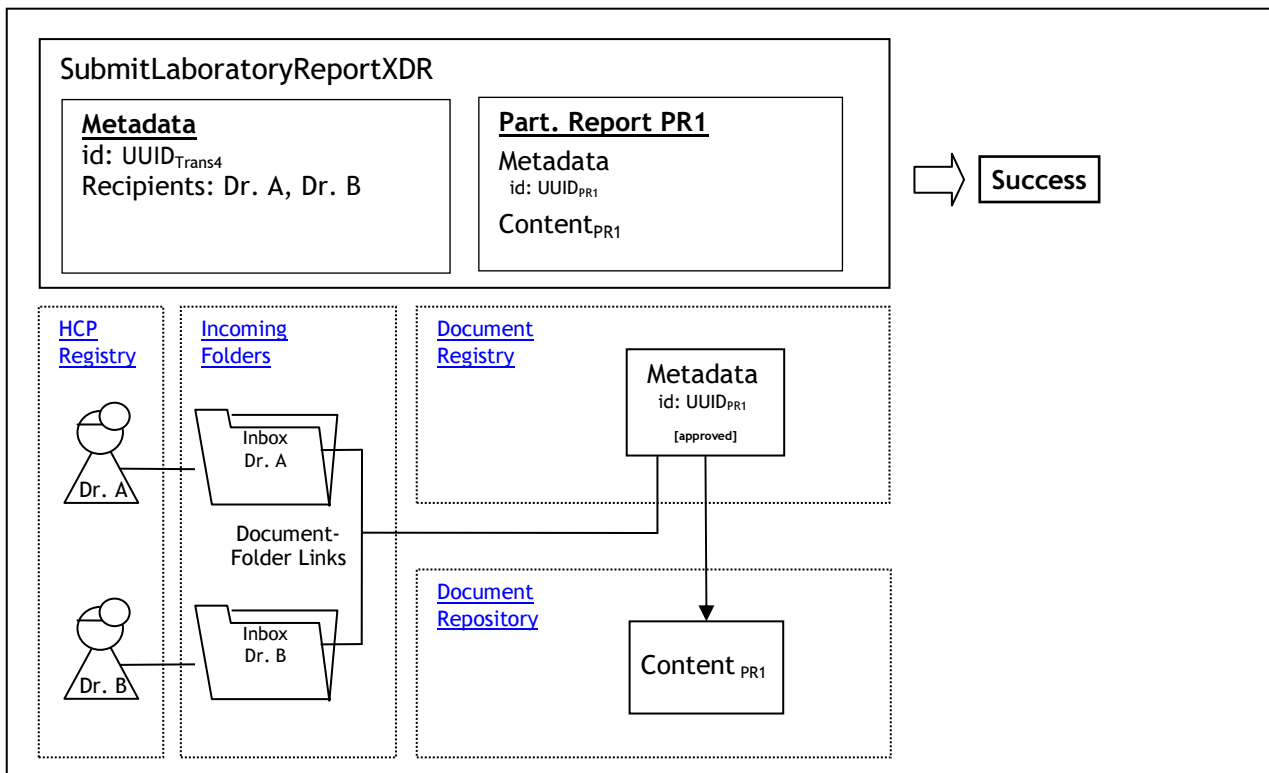 SubmitLaboratoryReportXDR
Metadata
id: UUIDTrans4
Recipients: Dr. A, Dr. B
Part. Report PR1
Metadata
id: UUIDPR1
ContentPR1
Success
HCP
Registry
Dr. A
Dr. B
Incoming
Folders
Inbox
Dr. A
Document-
Folder Links
Inbox
Dr. B
Document
Registry
Metadata
id: UUIDPR1
[approved]
Document
Repository
Content PR1